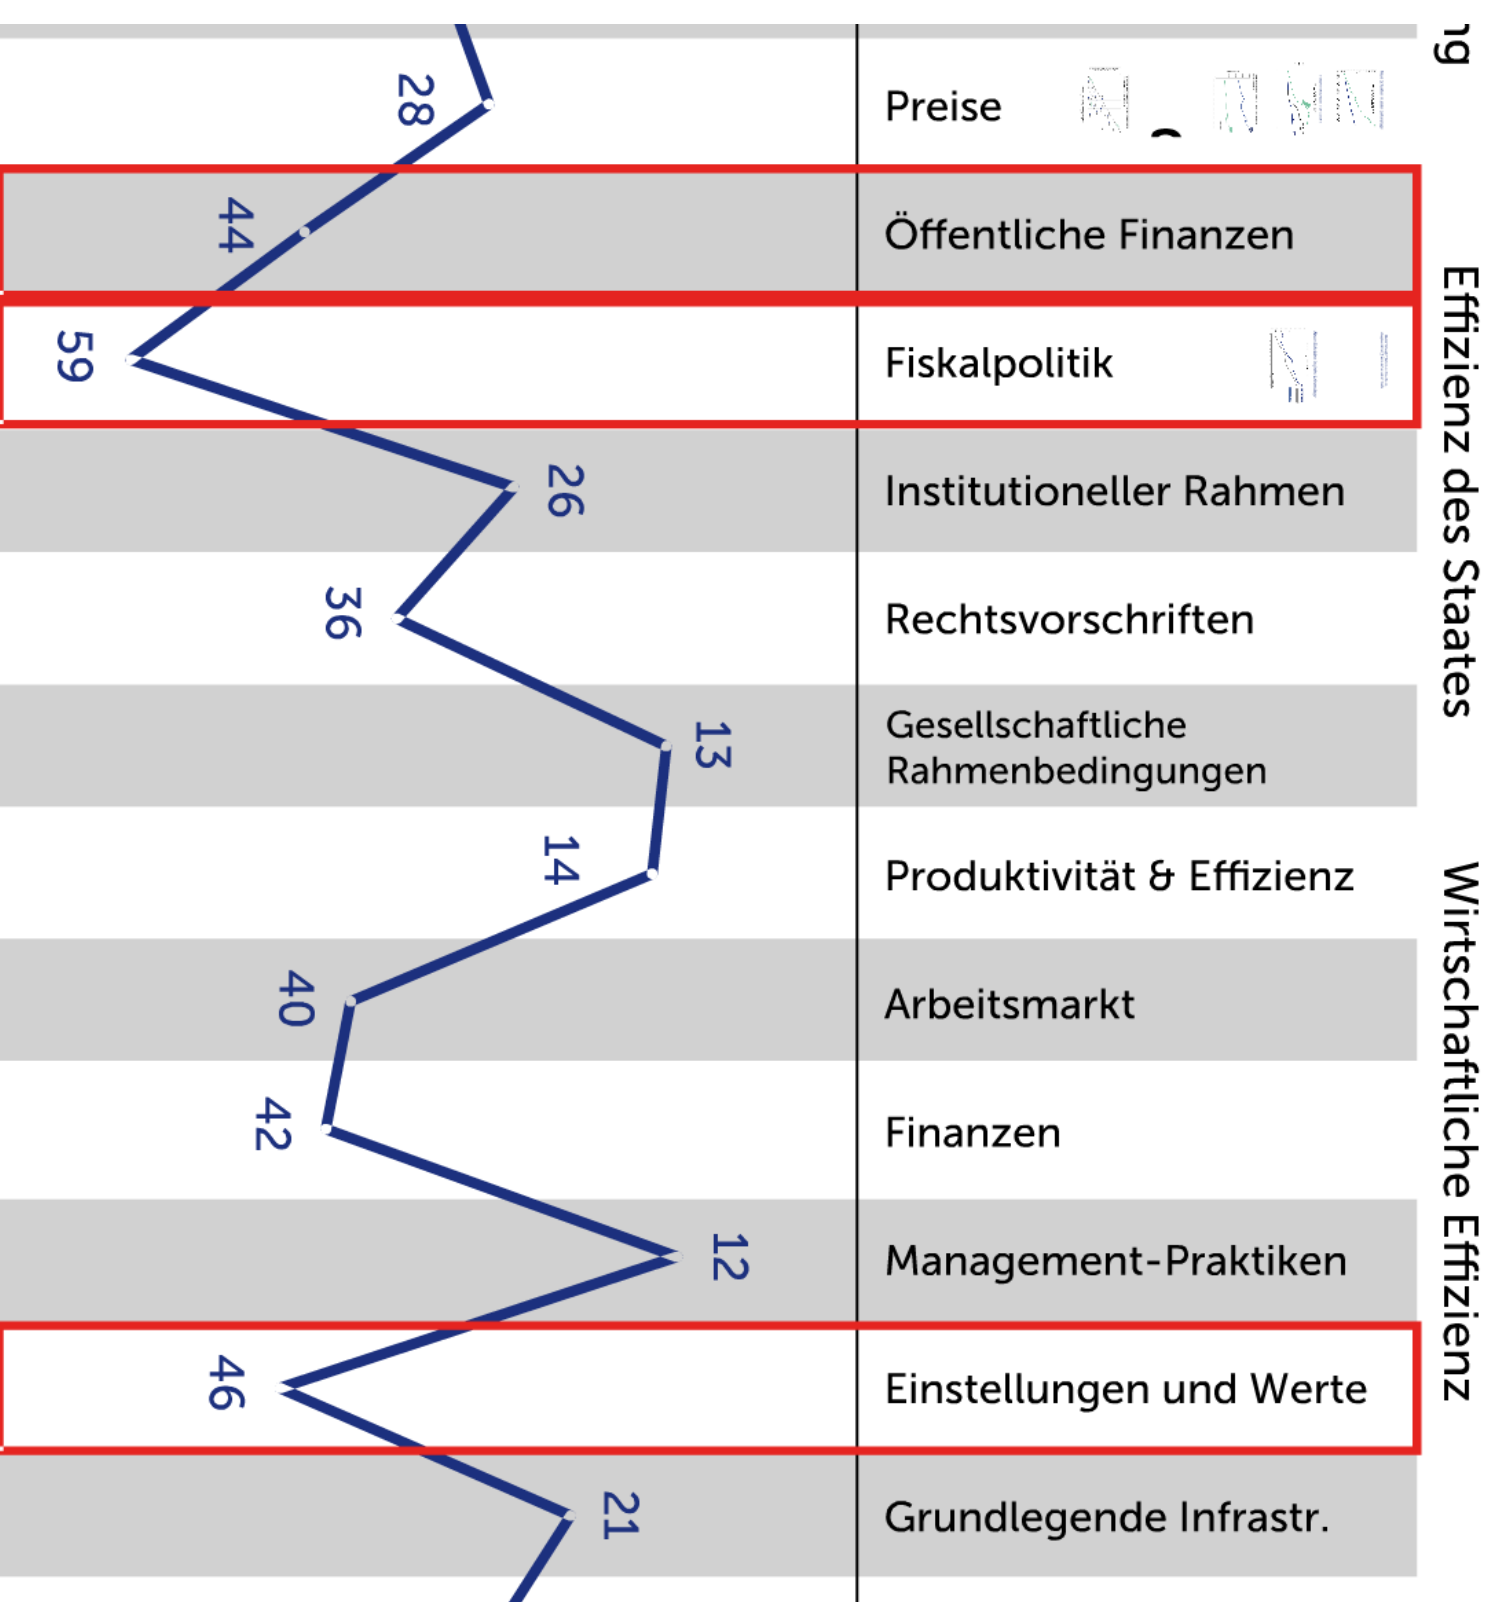 ng
28
Preise
44
Öffentliche Finanzen
59
Fiskalpolitik
26
Institutioneller Rahmen
36
Rechtsvorschriften
13
Gesellschaftliche
Rahmenbedingungen
14
Produktivität & Effizienz
40
Arbeitsmarkt
42
Finanzen
12
Management-Praktiken
46
Einstellungen und Werte
21
Grundlegende Infrastr.
Effizienz des Staates
Wirtschaftliche Effizienz